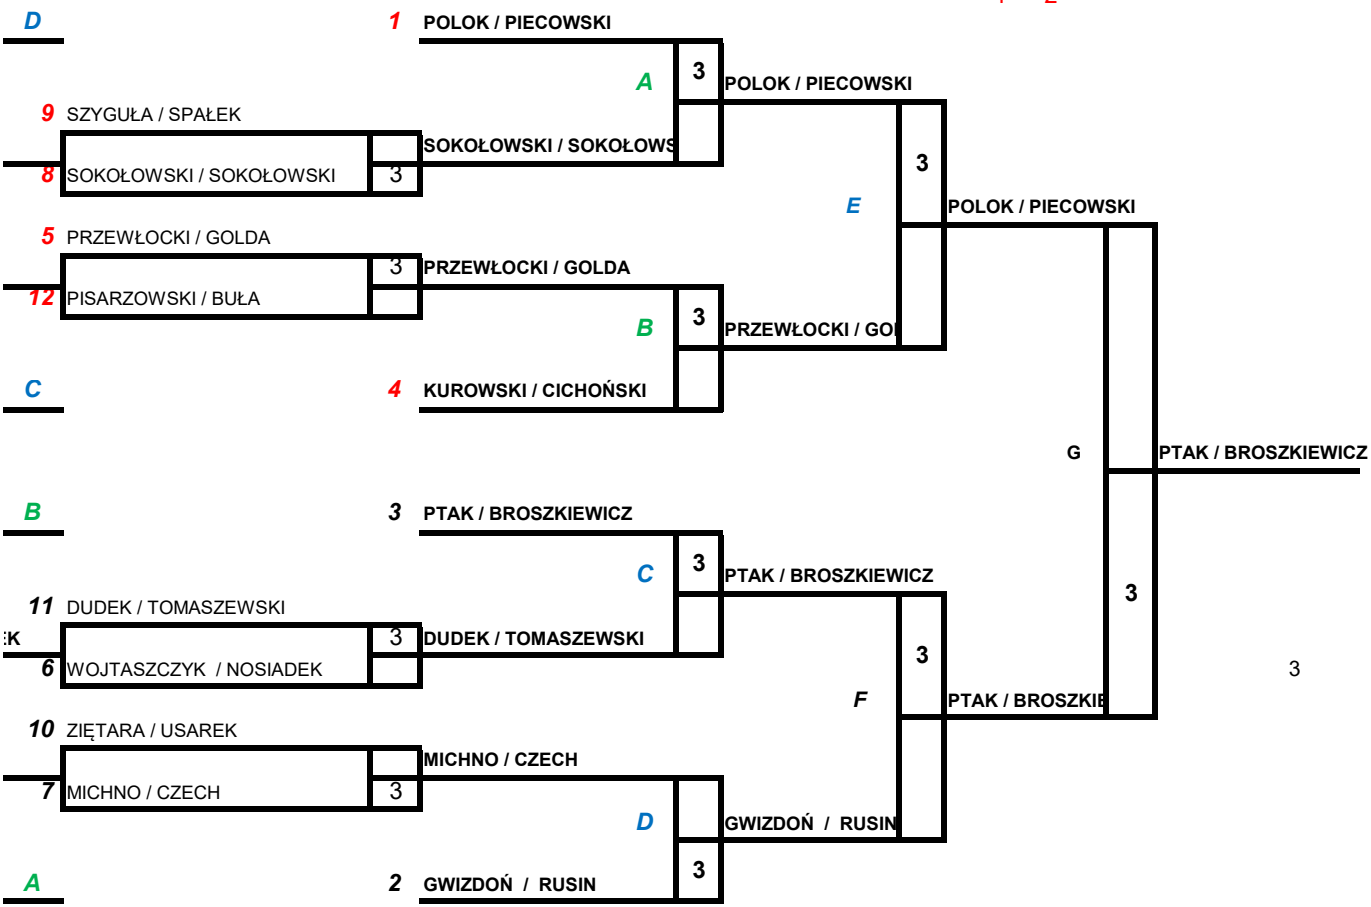 D
1 POLOK / PIECOWSKI
A 3
POLOK / PIECOWSKI
9 SZYGUŁA / SPAŁEK
SOKOŁOWSKI / SOKOŁOWS
3
8 SOKOŁOWSKI / SOKOŁOWSKI 3
E
POLOK / PIECOWSKI
5 PRZEWŁOCKI / GOLDA
3 PRZEWŁOCKI / GOLDA
12 PISARZOWSKI / BUŁA
B 3
PRZEWŁOCKI / GO
C
4 KUROWSKI / CICHOŃSKI
G PTAK / BROSZKIEWICZ
B
3 PTAK / BROSZKIEWICZ
C 3
PTAK / BROSZKIEWICZ
3
11 DUDEK / TOMASZEWSKI
K 3 DUDEK / TOMASZEWSKI
3
6 WOJTASZCZYK / NOSIADEK
3
F PTAK / BROSZKIE
10 ZIĘTARA / USAREK
MICHNO / CZECH
7 MICHNO / CZECH 3
D GWIZDOŃ / RUSIN
3
A
2 GWIZDOŃ / RUSIN